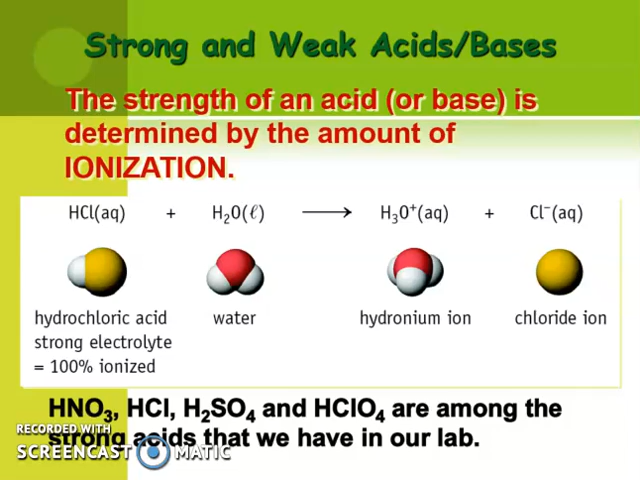 Strong and Weak Acids/Bases
The strength of an acid (or base) is
determined by the amount of
IONIZATION.
HCl(aq) + H₂O(ℓ) ⟶ H₃O⁺(aq) + Cl⁻(aq)
hydrochloric acid water hydronium ion chloride ion
strong electrolyte
= 100% ionized
HNO₃, HCl, H₂SO₄ and HClO₄ are among the
RECORDED WITH
strong acids that we have in our lab.
SCREENCAST MATIC